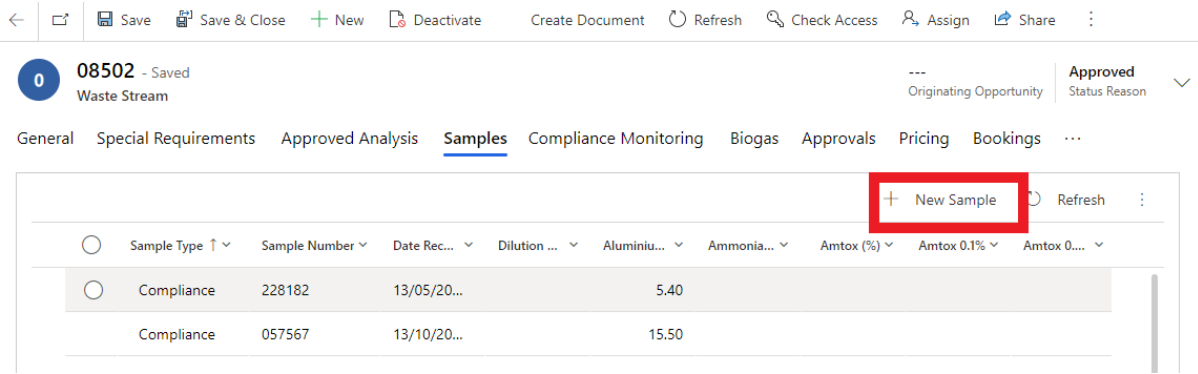 Save Save & Close New Deactivate Create Document Refresh Check Access Assign Share
0 08502 - Saved --- Approved
Waste Stream Originating Opportunity Status Reason
General Special Requirements Approved Analysis Samples Compliance Monitoring Biogas Approvals Pricing Bookings ...
New Sample Refresh
Sample Type Sample Number Date Rec... Dilution ... Aluminiu... Ammonia... Amtox (%) Amtox 0.1% Amtox 0....
Compliance 228182 13/05/20... 5.40
Compliance 057567 13/10/20... 15.50